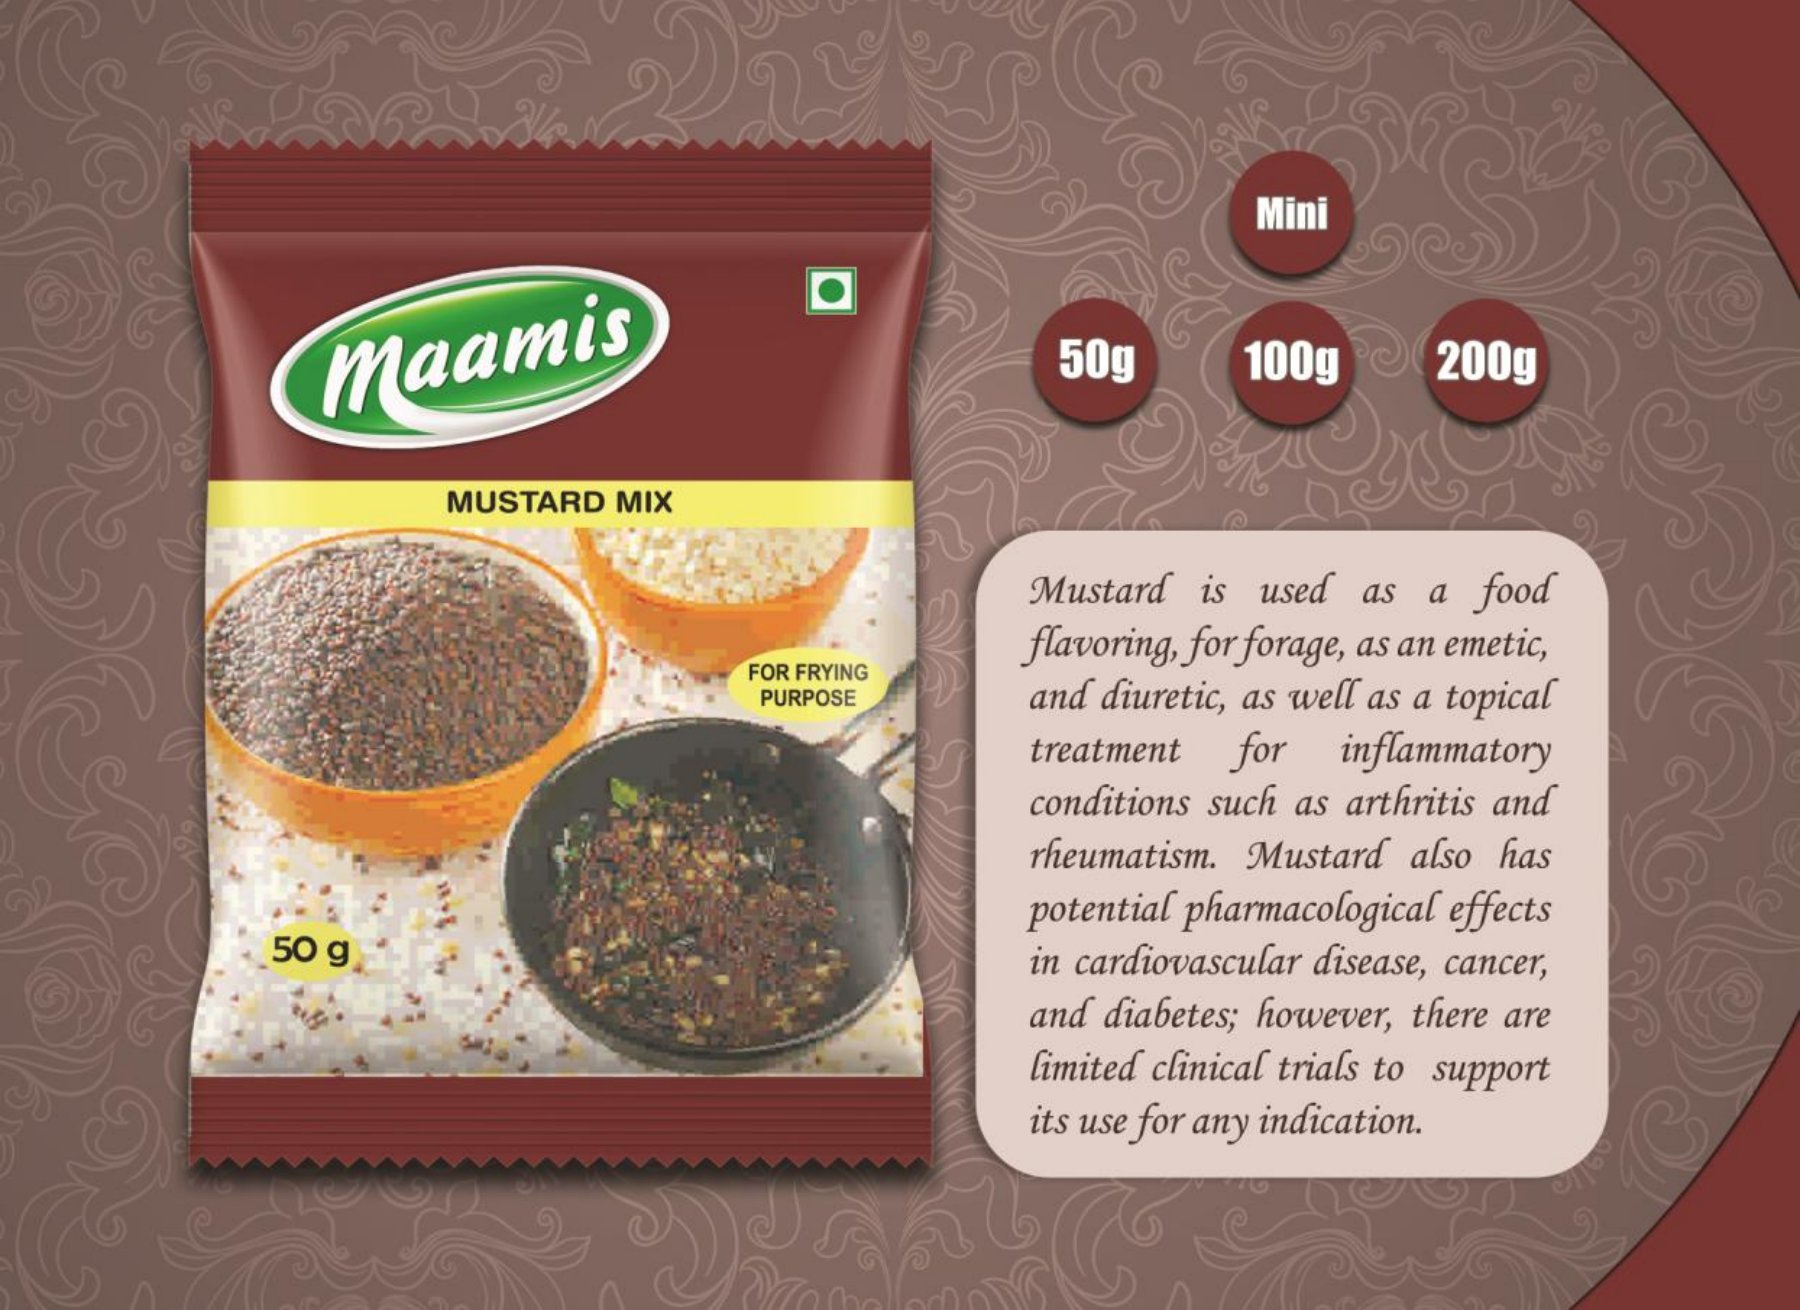 Maamis
MUSTARD MIX
FOR FRYING
PURPOSE
50 g
Mini
50g
100g
200g
Mustard is used as a food
flavoring, for forage, as an emetic,
and diuretic, as well as a topical
treatment for inflammatory
conditions such as arthritis and
rheumatism. Mustard also has
potential pharmacological effects
in cardiovascular disease, cancer,
and diabetes; however, there are
limited clinical trials to support
its use for any indication.